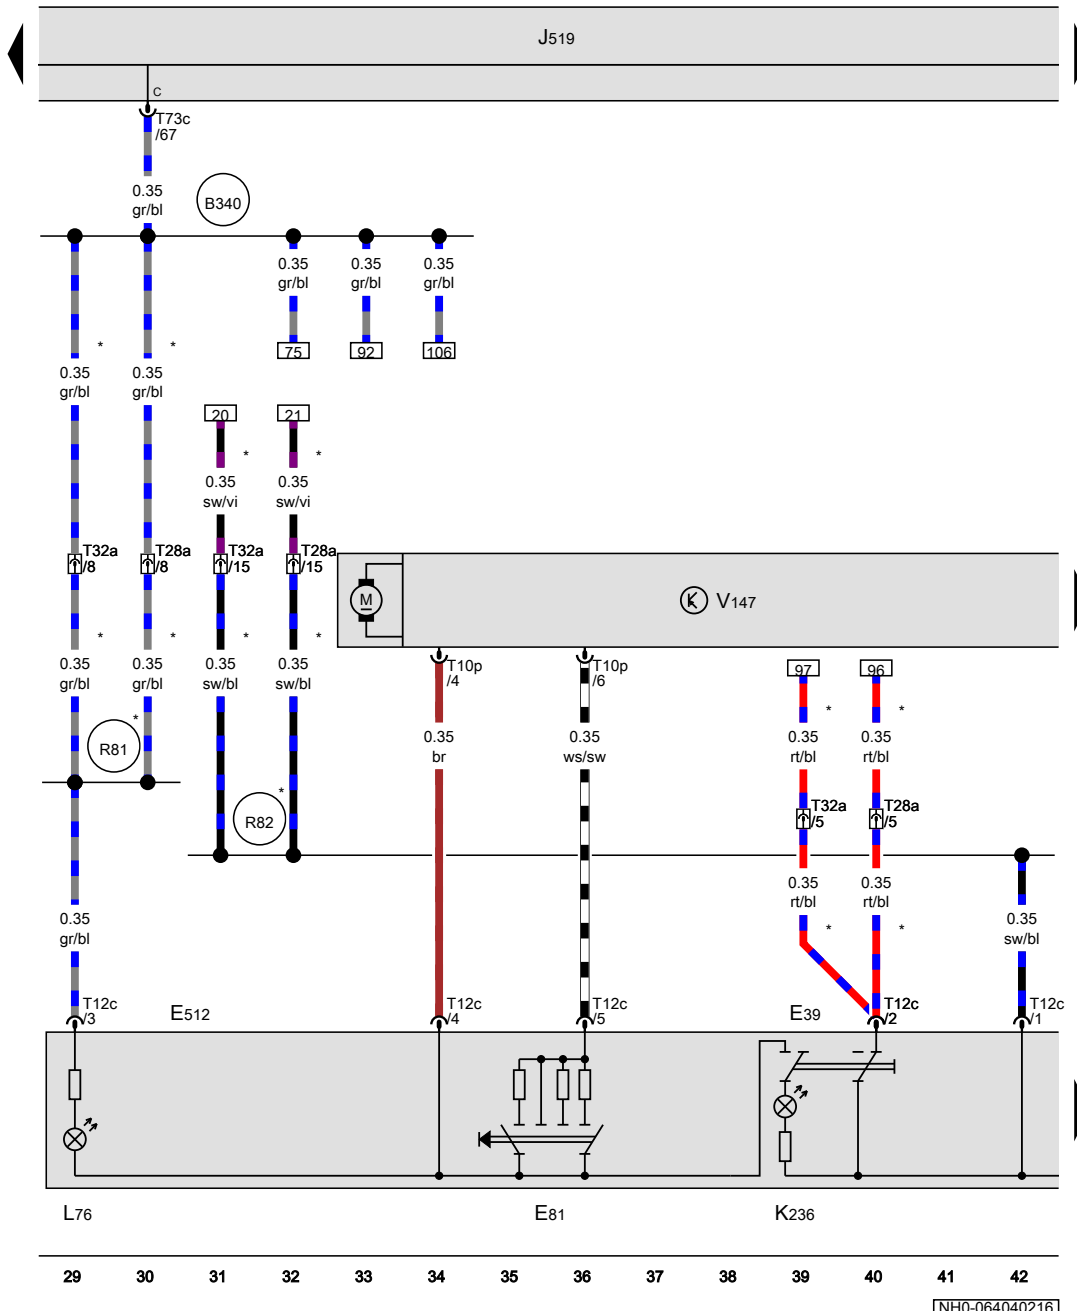 J519
C
T73c
/67
0.35
gr/bl
B340
0.35
gr/bl
0.35
gr/bl
0.35
gr/bl
75
92
106
*
*
0.35
gr/bl
0.35
gr/bl
20
21
*
*
0.35
sw/vi
0.35
sw/vi
T32a
/8
T28a
/8
T32a
/15
T28a
/15
M
K
V147
*
*
*
*
0.35
gr/bl
0.35
gr/bl
0.35
sw/bl
0.35
sw/bl
T10p
/4
T10p
/6
97
96
*
*
R81
*
0.35
br
0.35
ws/sw
0.35
rt/bl
0.35
rt/bl
R82
*
T32a
/5
T28a
/5
0.35
rt/bl
0.35
rt/bl
*
*
0.35
gr/bl
0.35
sw/bl
T12c
/3
E512
T12c
/4
T12c
/5
E39
T12c
/2
T12c
/1
L76
E81
K236
29 30 31 32 33 34 35 36 37 38 39 40 41 42
NH0-064040216